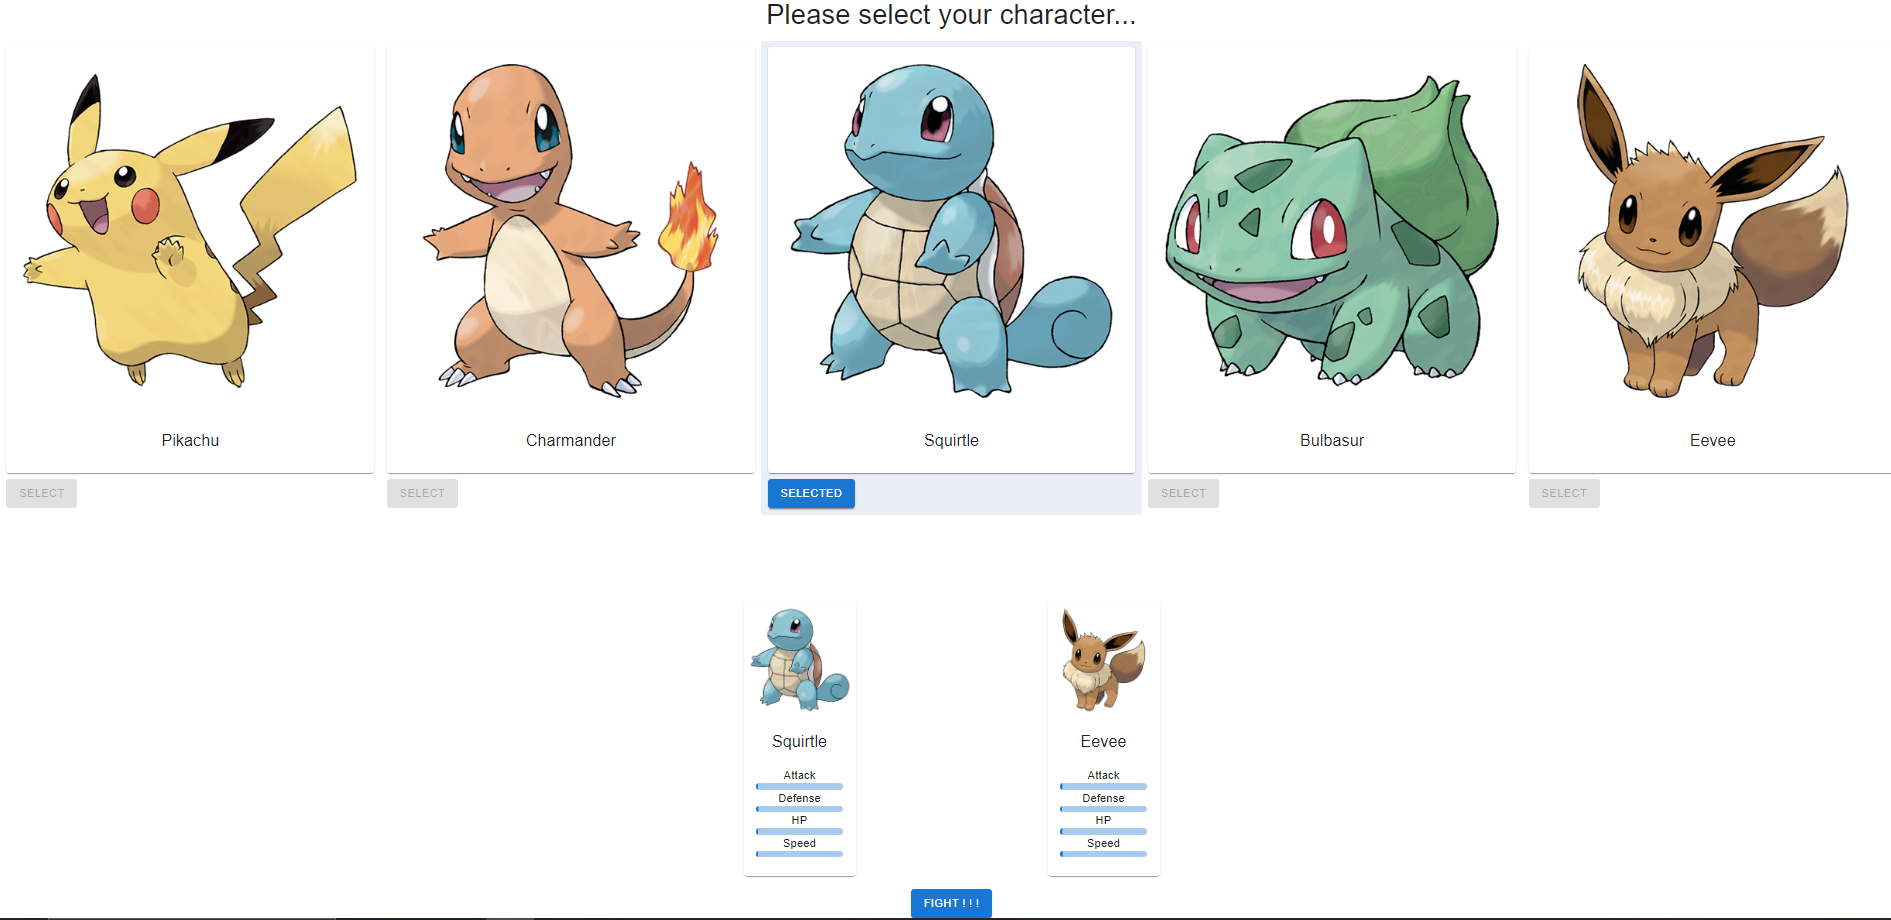 Please select your character...
Pikachu
Charmander
Squirtle
Bulbasur
Eevee
SELECT
SELECT
SELECTED
SELECT
SELECT
Squirtle
Eevee
Attack
Attack
Defense
Defense
HP
HP
Speed
Speed
FIGHT ! ! !